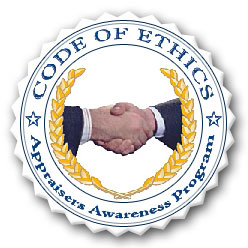 CODE OF ETHICS
Appraisers Awareness Program